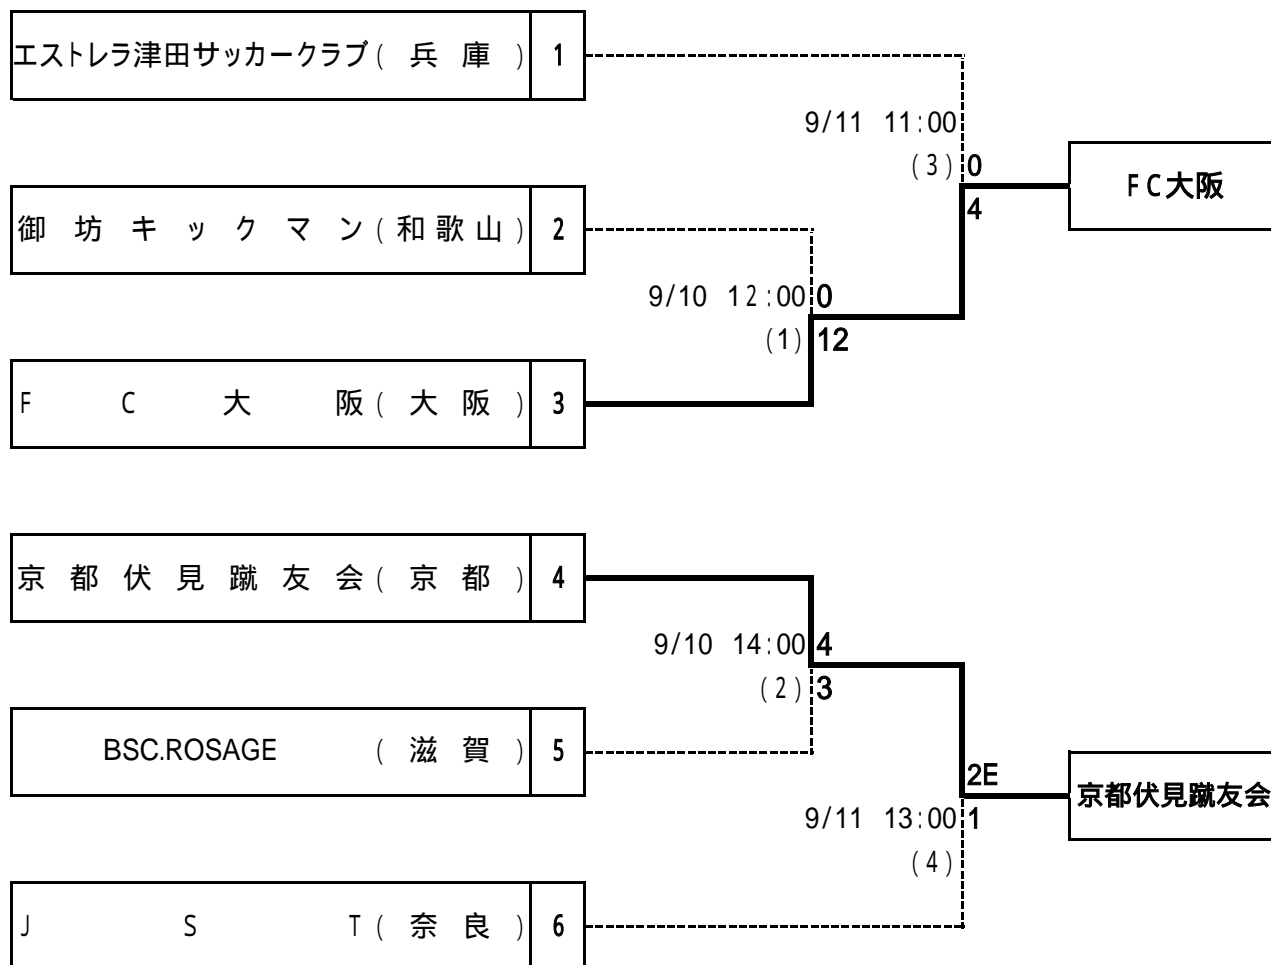 エストレラ津田サッカークラブ( 兵 庫 ) 1
9/11 11:00
(3) 0
FC大阪
4
御 坊 キ ッ ク マ ン ( 和 歌 山 ) 2
9/10 12:00 0
(1) 12
F C 大 阪 ( 大 阪 ) 3
京 都 伏 見 蹴 友 会 ( 京 都 ) 4
9/10 14:00 4
(2) 3
BSC.ROSAGE ( 滋 賀 ) 5
2E
京都伏見蹴友会
9/11 13:00 1
(4)
J S T ( 奈 良 ) 6